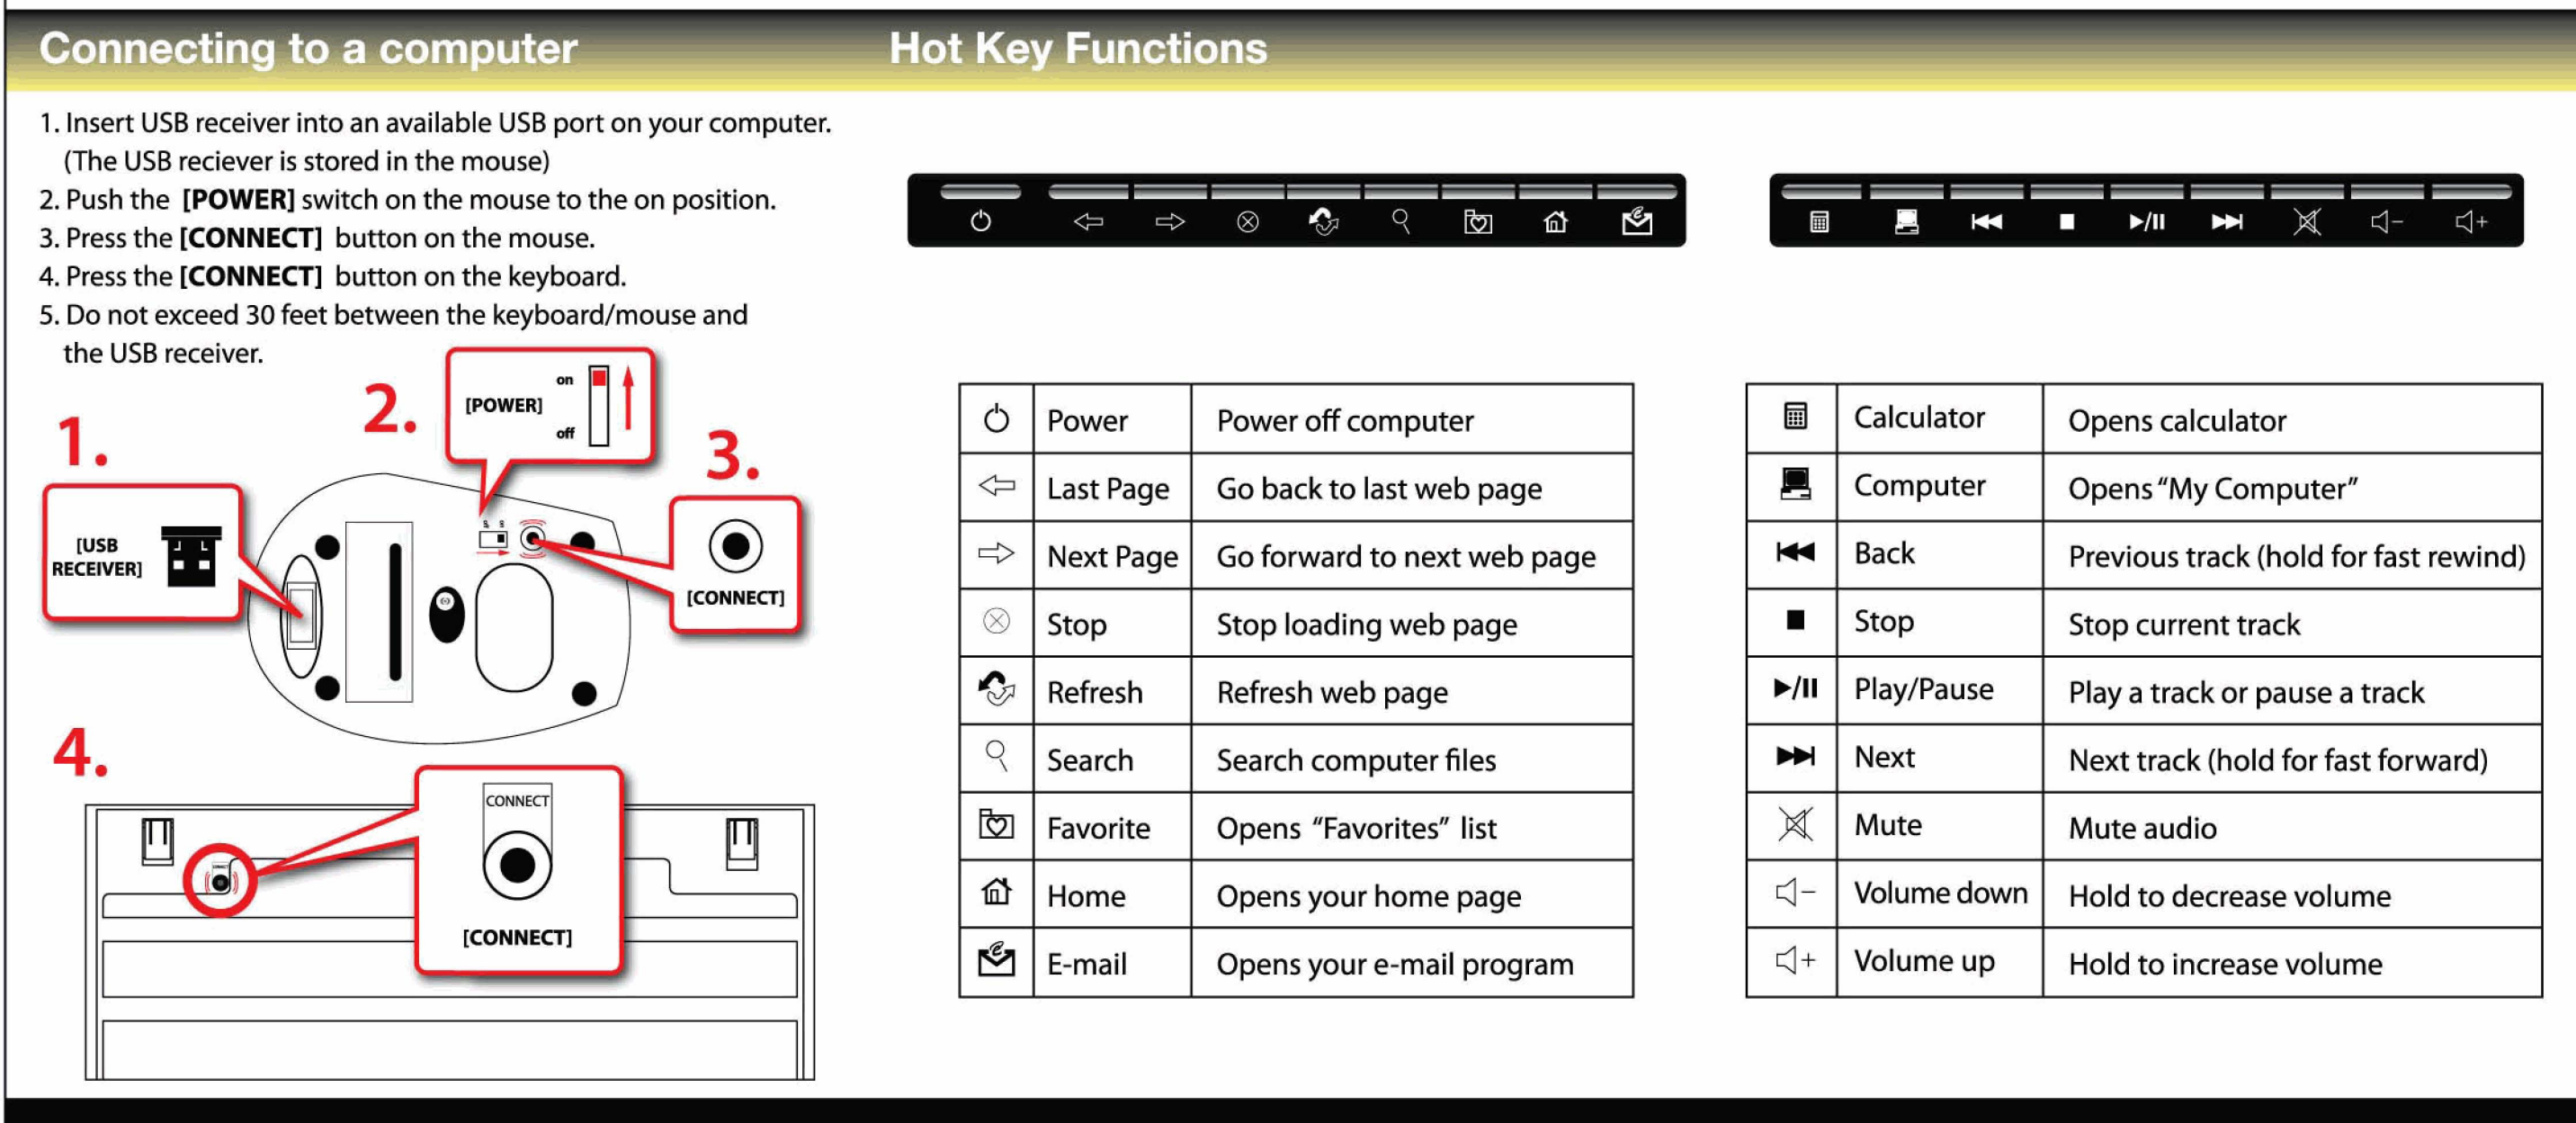 Connecting to a computer
1. Insert USB receiver into an available USB port on your computer.
(The USB reciever is stored in the mouse)
2. Push the [POWER] switch on the mouse to the on position.
3. Press the [CONNECT] button on the mouse.
4. Press the [CONNECT] button on the keyboard.
5. Do not exceed 30 feet between the keyboard/mouse and
the USB receiver.
1.
[USB
RECEIVER]
2.
[POWER]
on
off
3.
[CONNECT]
4.
CONNECT
[CONNECT]
Hot Key Functions
Power Power off computer
Last Page Go back to last web page
Next Page Go forward to next web page
Stop Stop loading web page
Refresh Refresh web page
Search Search computer files
Favorite Opens “Favorites” list
Home Opens your home page
E-mail Opens your e-mail program
Calculator Opens calculator
Computer Opens “My Computer”
Back Previous track (hold for fast rewind)
Stop Stop current track
Play/Pause Play a track or pause a track
Next Next track (hold for fast forward)
Mute Mute audio
Volume down Hold to decrease volume
Volume up Hold to increase volume